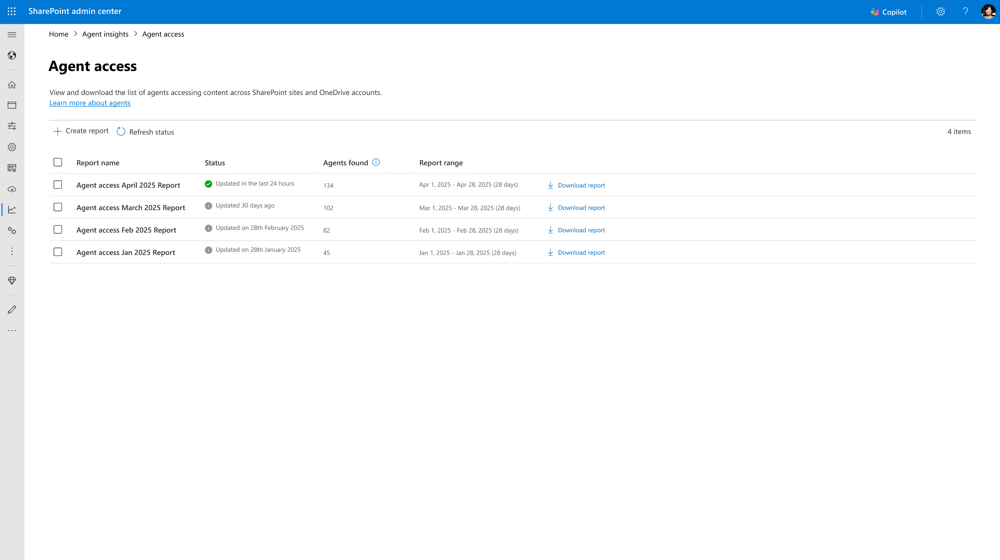 SharePoint admin center
Copilot
Home > Agent insights > Agent access
Agent access
View and download the list of agents accessing content across SharePoint sites and OneDrive accounts.
Learn more about agents
Create report Refresh status 4 items
Report name Status Agents found Report range
Agent access April 2025 Report Updated in the last 24 hours 134 Apr 1, 2025 - Apr 28, 2025 (28 days) Download report
Agent access March 2025 Report Updated 30 days ago 102 Mar 1, 2025 - Mar 28, 2025 (28 days) Download report
Agent access Feb 2025 Report Updated on 28th February 2025 82 Feb 1, 2025 - Feb 28, 2025 (28 days) Download report
Agent access Jan 2025 Report Updated on 28th January 2025 45 Jan 1, 2025 - Jan 28, 2025 (28 days) Download report